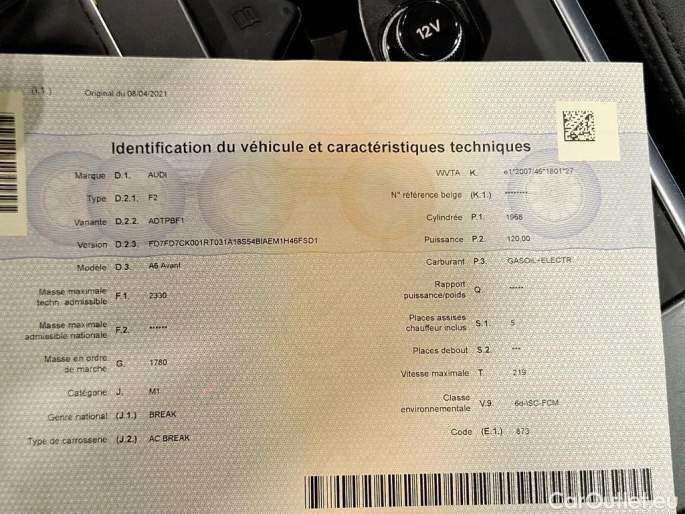 12V
(I.1.) Original du 08/04/2021
Identification du véhicule et caractéristiques techniques
Marque D.1. AUDI
WVTA K. e1*2007/46*1801*27
Type D.2.1. F2
N° référence belge (K.1.) ********
Variante D.2.2. ADTPBF1
Cylindrée P.1. 1968
Version D.2.3. FD7FD7CK001RT031A18S54BIAEM1H46FSD1
Puissance P.2. 120,00
Modèle D.3. A6 Avant
Carburant P.3. GASOIL-ELECTR
Masse maximale
techn. admissible F.1. 2330
Rapport
puissance/poids Q. *****
Masse maximale
admissible nationale F.2. ******
Places assises
chauffeur inclus S.1. 5
Places debout S.2. ***
Masse en ordre
de marche G. 1780
Vitesse maximale T. 219
Catégorie J. M1
Classe
environnementale V.9. 6d-ISC-FCM
Genre national (J.1.) BREAK
Code (E.1.) 873
Type de carrosserie (J.2.) AC BREAK
CarOutlet.eu